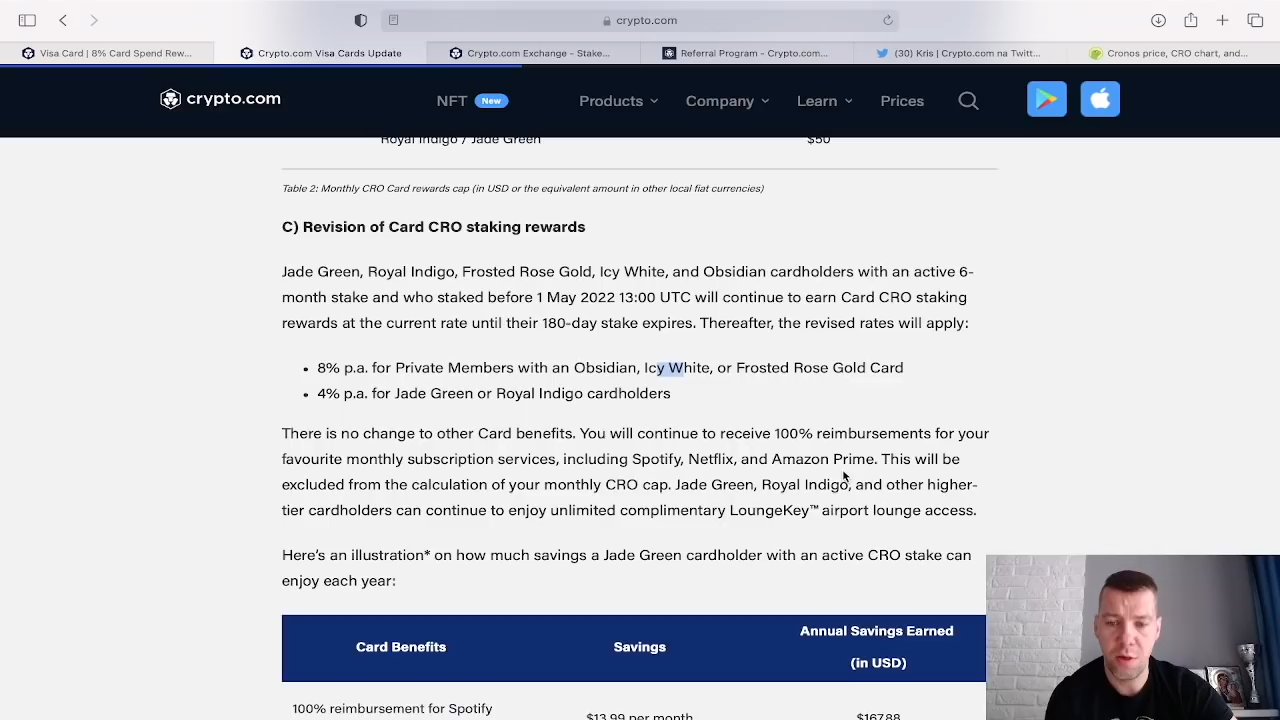 crypto.com
Visa Card | 8% Card Spend Rew...
Crypto.com Visa Cards Update
Crypto.com Exchange – Stake...
Referral Program – Crypto.com...
(30) Kris | Crypto.com na Twitt...
Cronos price, CRO chart, and...
crypto.com
NFT New
Products
Company
Learn
Prices
Royal Indigo / Jade Green $50
Table 2: Monthly CRO Card rewards cap (in USD or the equivalent amount in other local fiat currencies)
C) Revision of Card CRO staking rewards
Jade Green, Royal Indigo, Frosted Rose Gold, Icy White, and Obsidian cardholders with an active 6-
month stake and who staked before 1 May 2022 13:00 UTC will continue to earn Card CRO staking
rewards at the current rate until their 180-day stake expires. Thereafter, the revised rates will apply:
• 8% p.a. for Private Members with an Obsidian, Icy White, or Frosted Rose Gold Card
• 4% p.a. for Jade Green or Royal Indigo cardholders
There is no change to other Card benefits. You will continue to receive 100% reimbursements for your
favourite monthly subscription services, including Spotify, Netflix, and Amazon Prime. This will be
excluded from the calculation of your monthly CRO cap. Jade Green, Royal Indigo, and other higher-
tier cardholders can continue to enjoy unlimited complimentary LoungeKey™ airport lounge access.
Here's an illustration* on how much savings a Jade Green cardholder with an active CRO stake can
enjoy each year:
Card Benefits
Savings
Annual Savings Earned
(in USD)
100% reimbursement for Spotify
$13.99 per month
$167.88